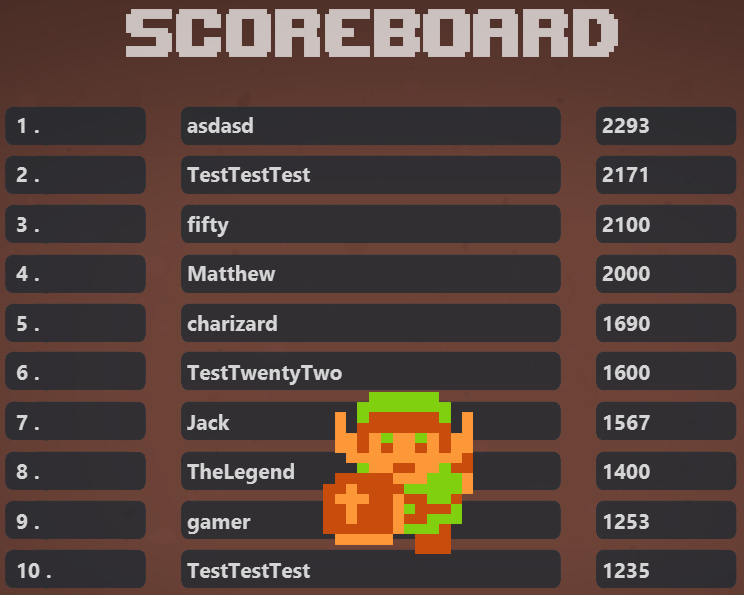 SCOREBOARD
1 . asdasd 2293
2 . TestTestTest 2171
3 . fifty 2100
4 . Matthew 2000
5 . charizard 1690
6 . TestTwentyTwo 1600
7 . Jack 1567
8 . TheLegend 1400
9 . gamer 1253
10 . TestTestTest 1235